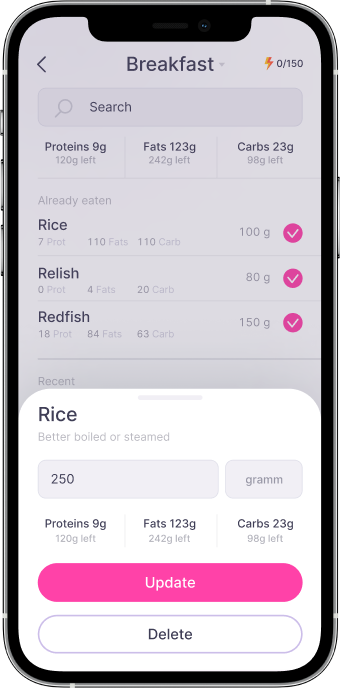 Breakfast
0/150
Search
Proteins 9g Fats 123g Carbs 23g
120g left 242g left 98g left
Already eaten
Rice
100 g
7 Prot 110 Fats 110 Carb
Relish
80 g
0 Prot 4 Fats 20 Carb
Redfish
150 g
18 Prot 84 Fats 63 Carb
Recent
Rice
Better boiled or steamed
250 gramm
Proteins 9g Fats 123g Carbs 23g
120g left 242g left 98g left
Update
Delete